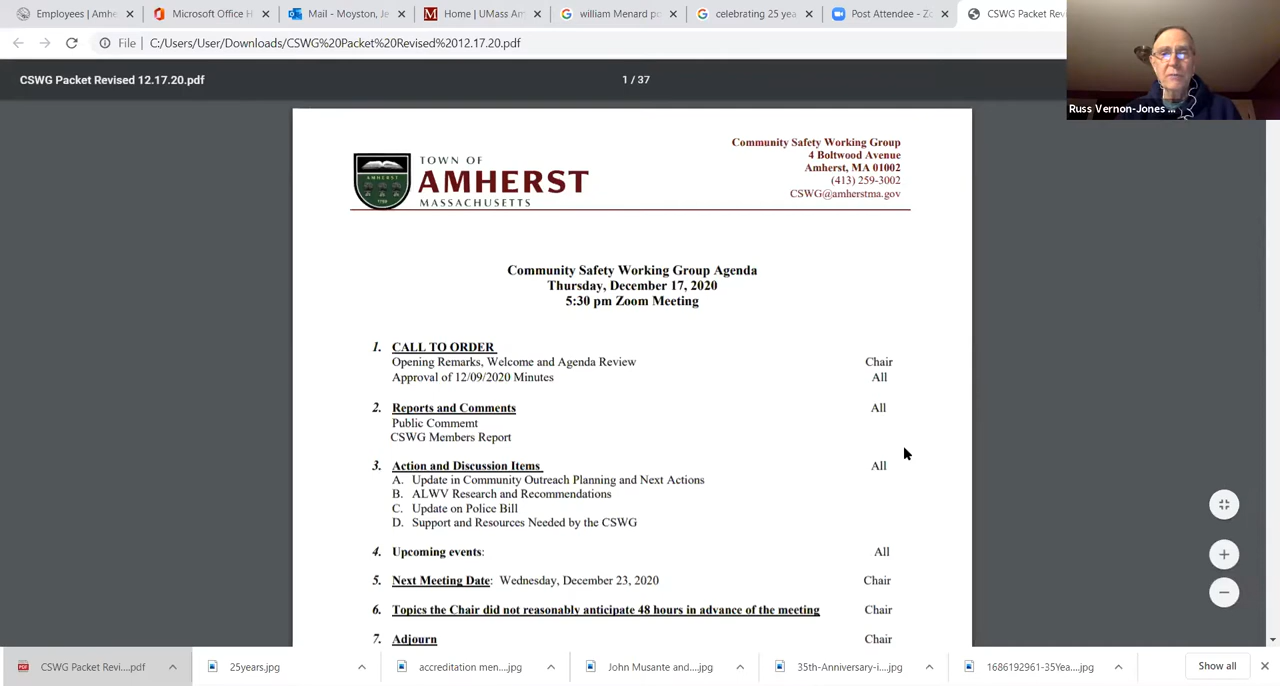 Employees | Amhe
Microsoft Office H
Mail - Moyston, Je
Home | UMass Am
william Menard po
celebrating 25 yea
Post Attendee - Zo
CSWG Packet Revi
File
C:/Users/User/Downloads/CSWG%20Packet%20Revised%2012.17.20.pdf
CSWG Packet Revised 12.17.20.pdf
1 / 37
Russ Vernon-Jones ...
TOWN OF
AMHERST
MASSACHUSETTS
Community Safety Working Group
4 Boltwood Avenue
Amherst, MA 01002
(413) 259-3002
CSWG@amherstma.gov
Community Safety Working Group Agenda
Thursday, December 17, 2020
5:30 pm Zoom Meeting
1. CALL TO ORDER
Opening Remarks, Welcome and Agenda Review Chair
Approval of 12/09/2020 Minutes All
2. Reports and Comments All
Public Comment
CSWG Members Report
3. Action and Discussion Items All
A. Update in Community Outreach Planning and Next Actions
B. ALWV Research and Recommendations
C. Update on Police Bill
D. Support and Resources Needed by the CSWG
4. Upcoming events: All
5. Next Meeting Date: Wednesday, December 23, 2020 Chair
6. Topics the Chair did not reasonably anticipate 48 hours in advance of the meeting Chair
7. Adjourn Chair
CSWG Packet Revi....pdf
25years.jpg
accreditation men....jpg
John Musante and....jpg
35th-Anniversary-i....jpg
1686192961-35Yea....jpg
Show all